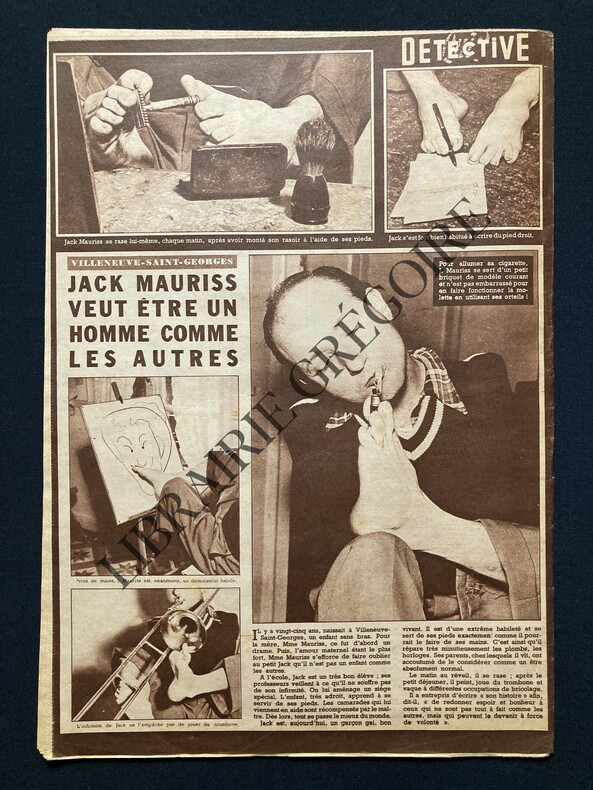 DETECTIVE
Jack Mauriss se rase lui-même, chaque matin, après avoir monté son rasoir à l'aide de ses pieds.
Jack s'est fort bien habitué à écrire du pied droit.
VILLENEUVE-SAINT-GEORGES
JACK MAURISS
VEUT ÊTRE UN
HOMME COMME
LES AUTRES
Pour allumer sa cigarette,
J. Mauriss se sert d'un petit
briquet de modèle courant
et n'est pas embarrassé pour
en faire fonctionner la mo-
lette en utilisant ses orteils !
Privé de mains, J. Mauriss est, néanmoins, un dessinateur habile.
L'infirmité de Jack ne l'empêche pas de jouer du trombone.
IL y a vingt-cinq ans, naissait à Villeneuve-
Saint-Georges, un enfant sans bras. Pour
la mère, Mme Mauriss, ce fut d'abord un
drame. Puis, l'amour maternel étant le plus
fort, Mme Mauriss s'efforce de faire oublier
au petit Jack qu'il n'est pas un enfant comme
les autres.
A l'école, Jack est un très bon élève ; ses
professeurs veillent à ce qu'il ne souffre pas
de son infirmité. On lui aménage un siège
spécial. L'enfant, très adroit, apprend à se
servir de ses pieds. Les camarades qui lui
viennent en aide sont récompensés par le maî-
tre. Dès lors, tout se passe le mieux du monde.
Jack est, aujourd'hui, un garçon gai, bon
vivant. Il est d'une extrême habileté et se
sert de ses pieds exactement comme il pour-
rait le faire de ses mains. C'est ainsi qu'il
répare très minutieusement les plombs, les
horloges. Ses parents, chez lesquels il vit, ont
accoutumé de le considérer comme un être
absolument normal.
Le matin au réveil, il se rase ; après le
petit déjeuner, il peint, joue du trombone et
vaque à différentes occupations de bricolage.
Il a entrepris d'écrire « son histoire » afin,
dit-il, « de redonner espoir et bonheur à
ceux qui ne sont pas tout à fait comme les
autres, mais qui peuvent le devenir à force
de volonté ».
LIBRAIRIE GRÉGOIRE